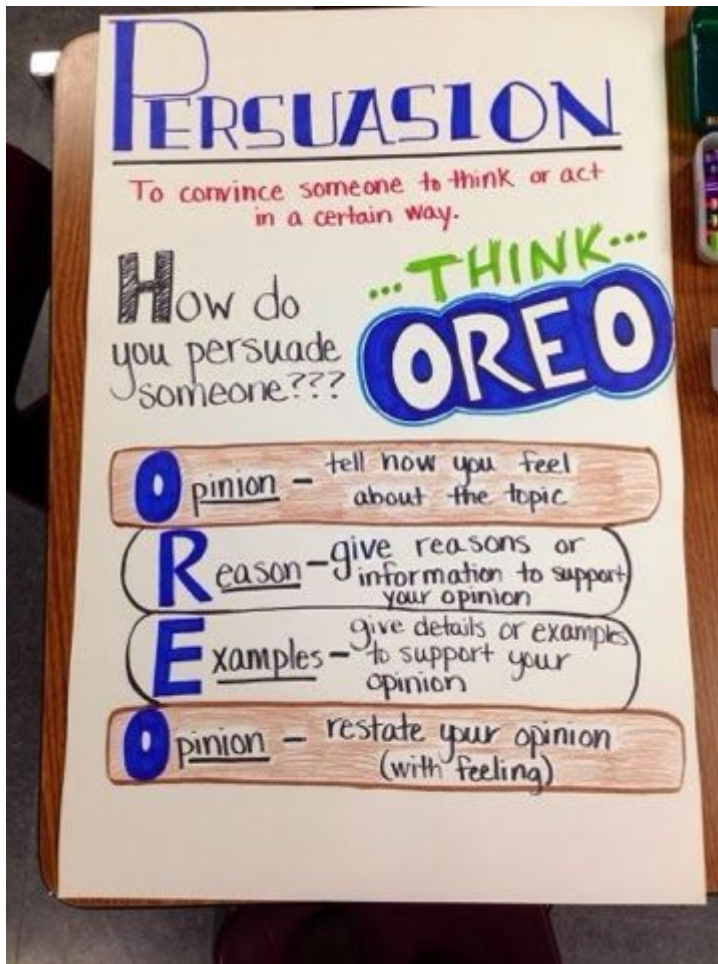 PERSUASION
To convince someone to think or act
in a certain way.
...THINK...
OREO
How do
you persuade
someone???
Opinion - tell how you feel
about the topic
Reason - give reasons or
information to support
your opinion
Examples - give details or examples
to support your
opinion
Opinion - restate your opinion
(with feeling)